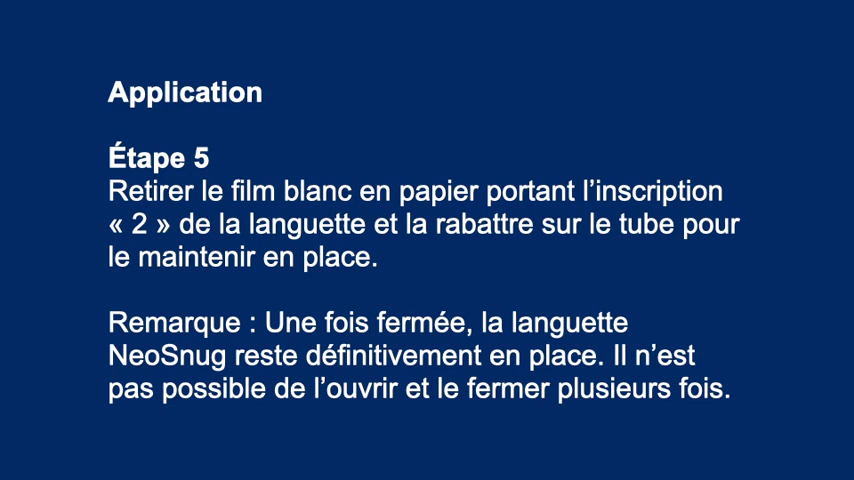 Application
Étape 5
Retirer le film blanc en papier portant l’inscription
« 2 » de la languette et la rabattre sur le tube pour
le maintenir en place.
Remarque : Une fois fermée, la languette
NeoSnug reste définitivement en place. Il n’est
pas possible de l’ouvrir et le fermer plusieurs fois.